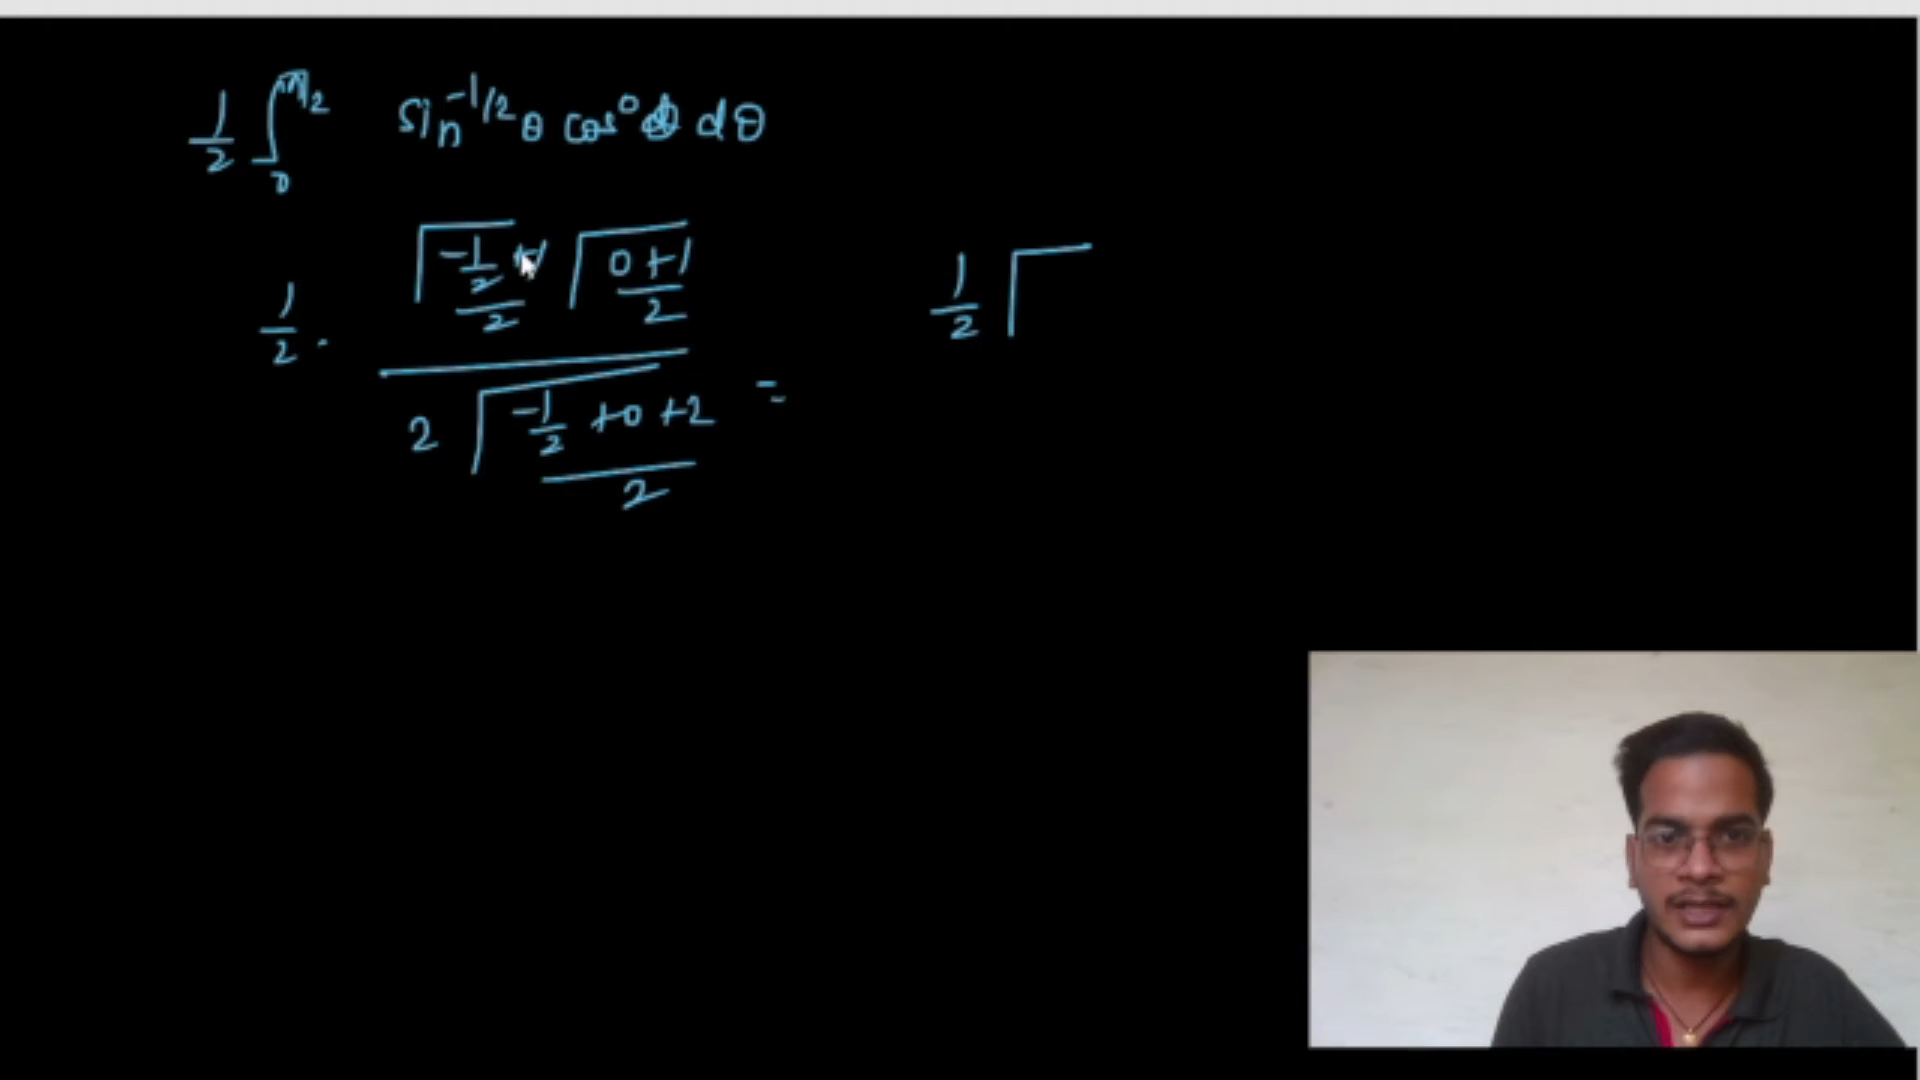 1/2 ∫₀^(π/2) sin^(-1/2) θ cos⁰ θ dθ
1/2 · (Γ((-1/2 + 1)/2) Γ((0+1)/2)) / (2 Γ((-1/2 + 0 + 2)/2)) = 1/2 Γ